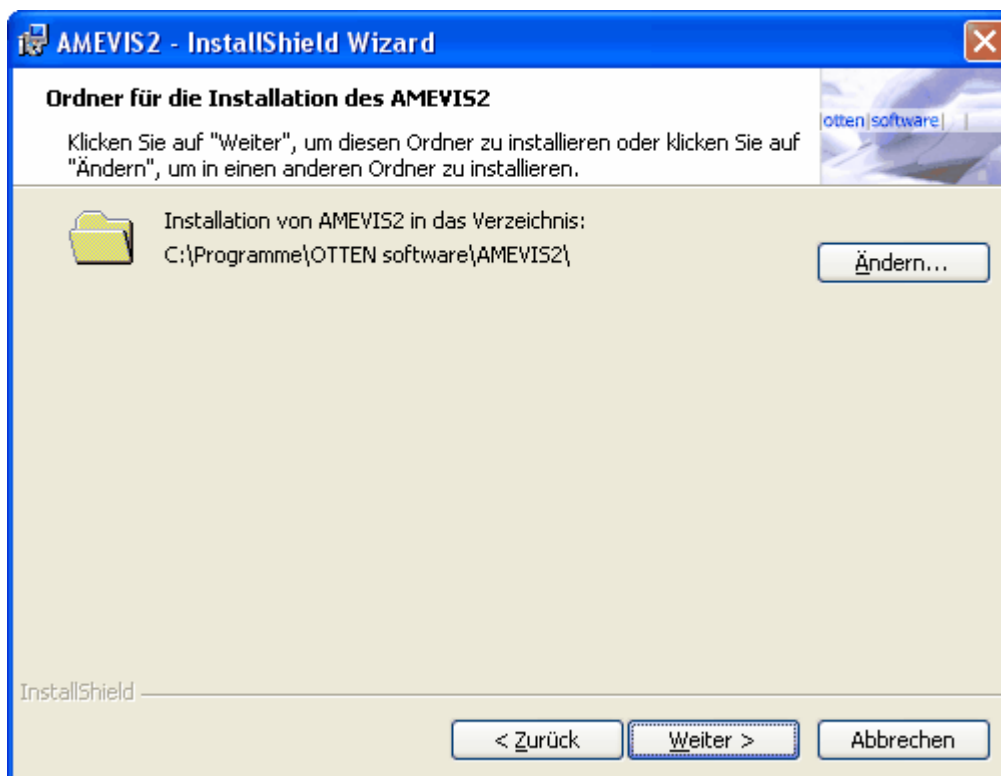 AMEVIS2 - InstallShield Wizard
Ordner für die Installation des AMEVIS2
Klicken Sie auf "Weiter", um diesen Ordner zu installieren oder klicken Sie auf
"Ändern", um in einen anderen Ordner zu installieren.
|otten|software| |
Installation von AMEVIS2 in das Verzeichnis:
C:\Programme\OTTEN software\AMEVIS2\
Ändern...
InstallShield
< Zurück
Weiter >
Abbrechen